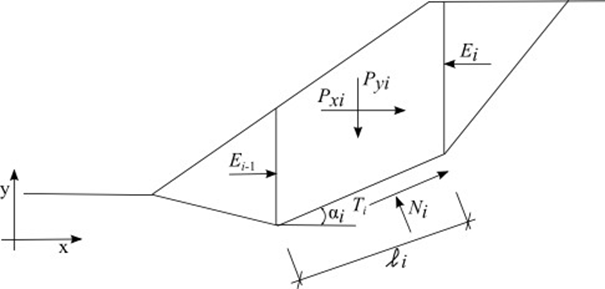 E_i
P_yi
P_xi
E_i-1
y
α_i
T_i
N_i
x
ℓ_i